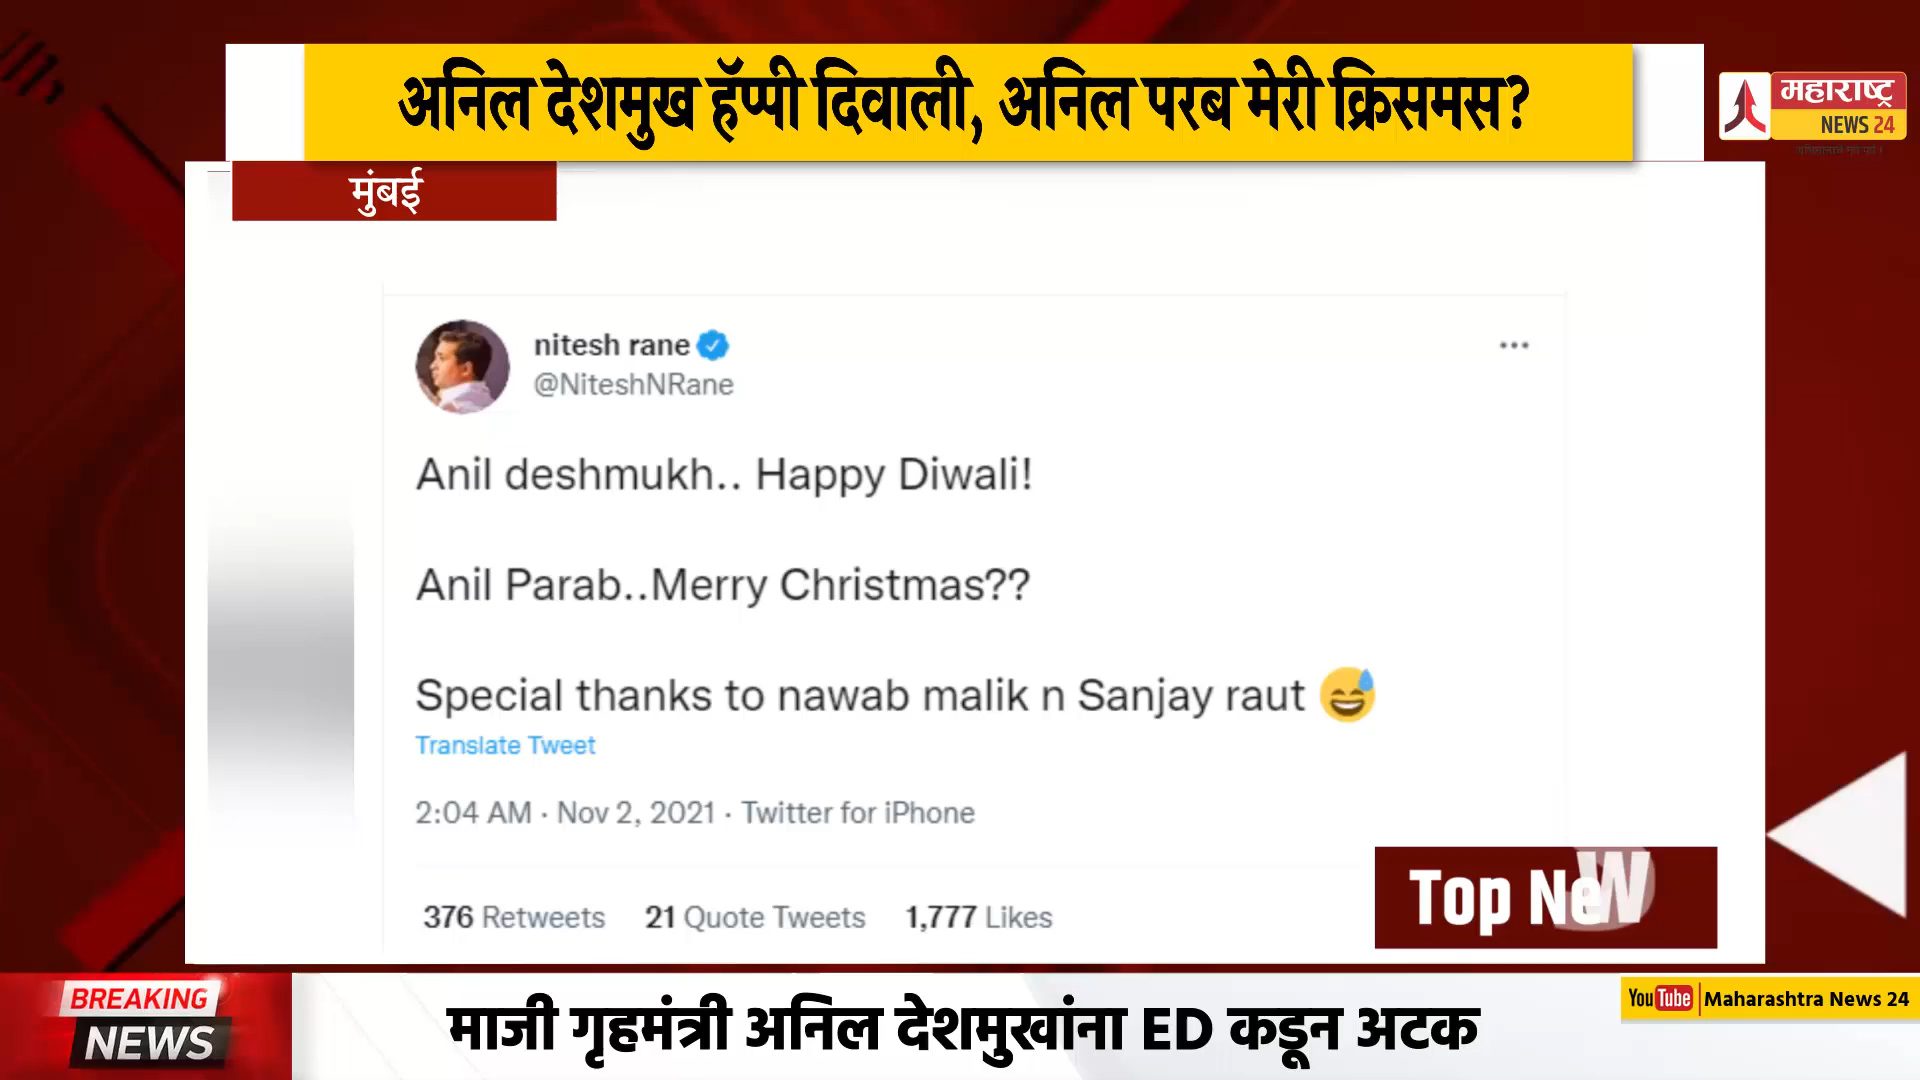 अनिल देशमुख हॅप्पी दिवाली, अनिल परब मेरी क्रिसमस?
महाराष्ट्र
NEWS 24
मुंबई
nitesh rane
@NiteshNRane
Anil deshmukh.. Happy Diwali!
Anil Parab..Merry Christmas??
Special thanks to nawab malik n Sanjay raut 😅
Translate Tweet
2:04 AM · Nov 2, 2021 · Twitter for iPhone
376 Retweets 21 Quote Tweets 1,777 Likes
Top NeW
BREAKING
NEWS
माजी गृहमंत्री अनिल देशमुखांना ED कडून अटक
YouTube Maharashtra News 24